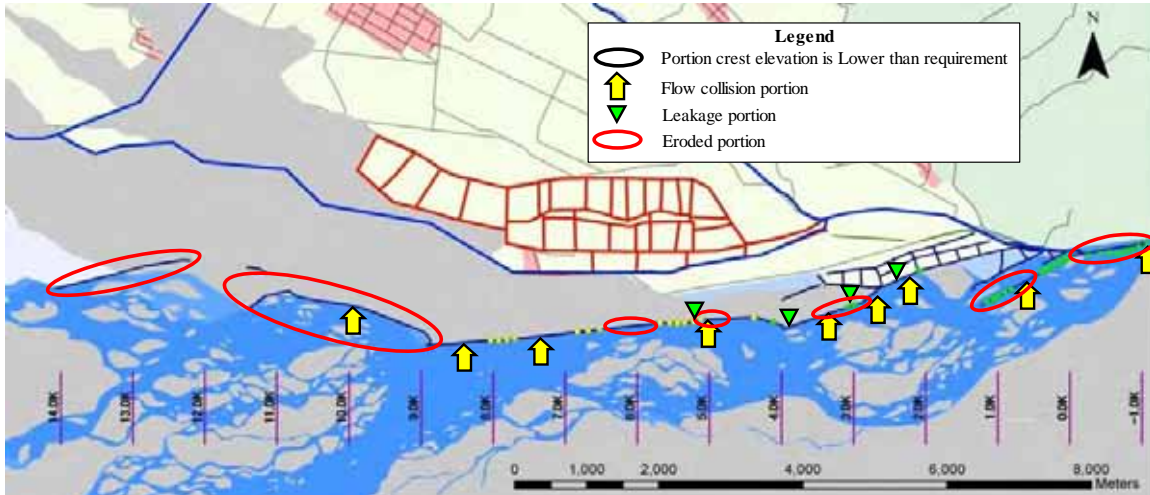 Legend
Portion crest elevation is Lower than requirement
Flow collision portion
Leakage portion
Eroded portion
N
14.0K 13.0K 12.0K 11.0K 10.0K 9.0K 8.0K 7.0K 6.0K 5.0K 4.0K 3.0K 2.0K 1.0K 0.0K -1.0K
0 1,000 2,000 4,000 6,000 8,000
Meters